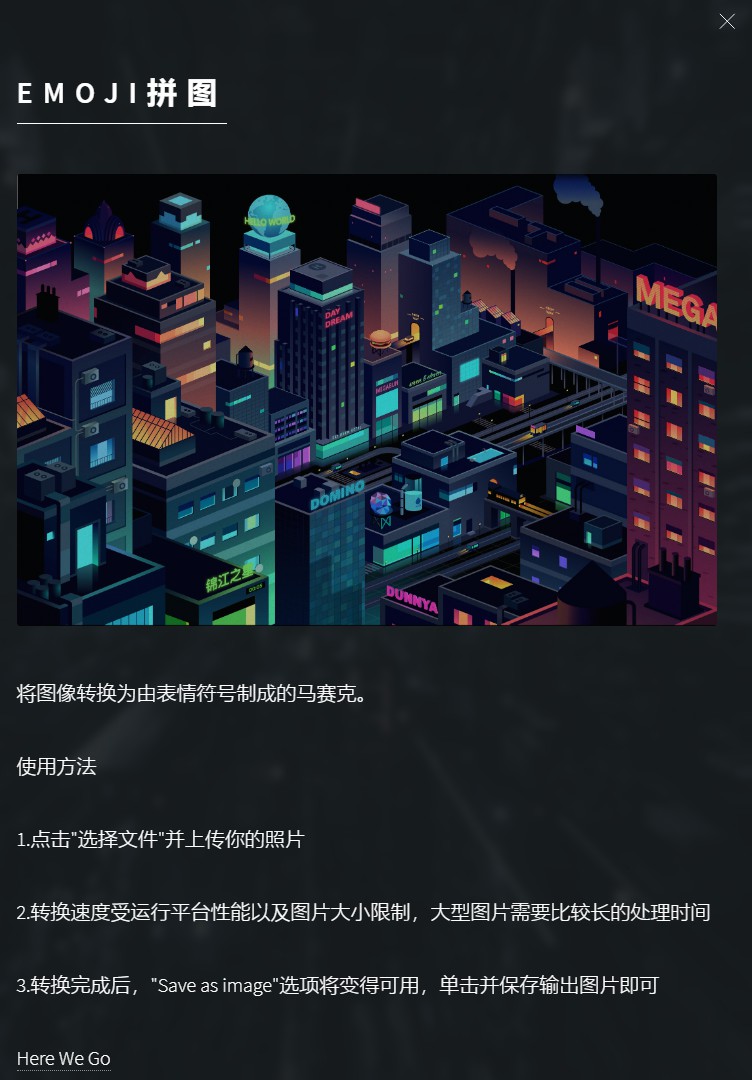 EMOJI拼图
HELLO WORLD
DAY
DREAM
MEGA
DOMINO
锦江之星
DUNNYA
将图像转换为由表情符号制成的马赛克。
使用方法
1.点击"选择文件"并上传你的照片
2.转换速度受运行平台性能以及图片大小限制，大型图片需要比较长的处理时间
3.转换完成后，"Save as image"选项将变得可用，单击并保存输出图片即可
Here We Go